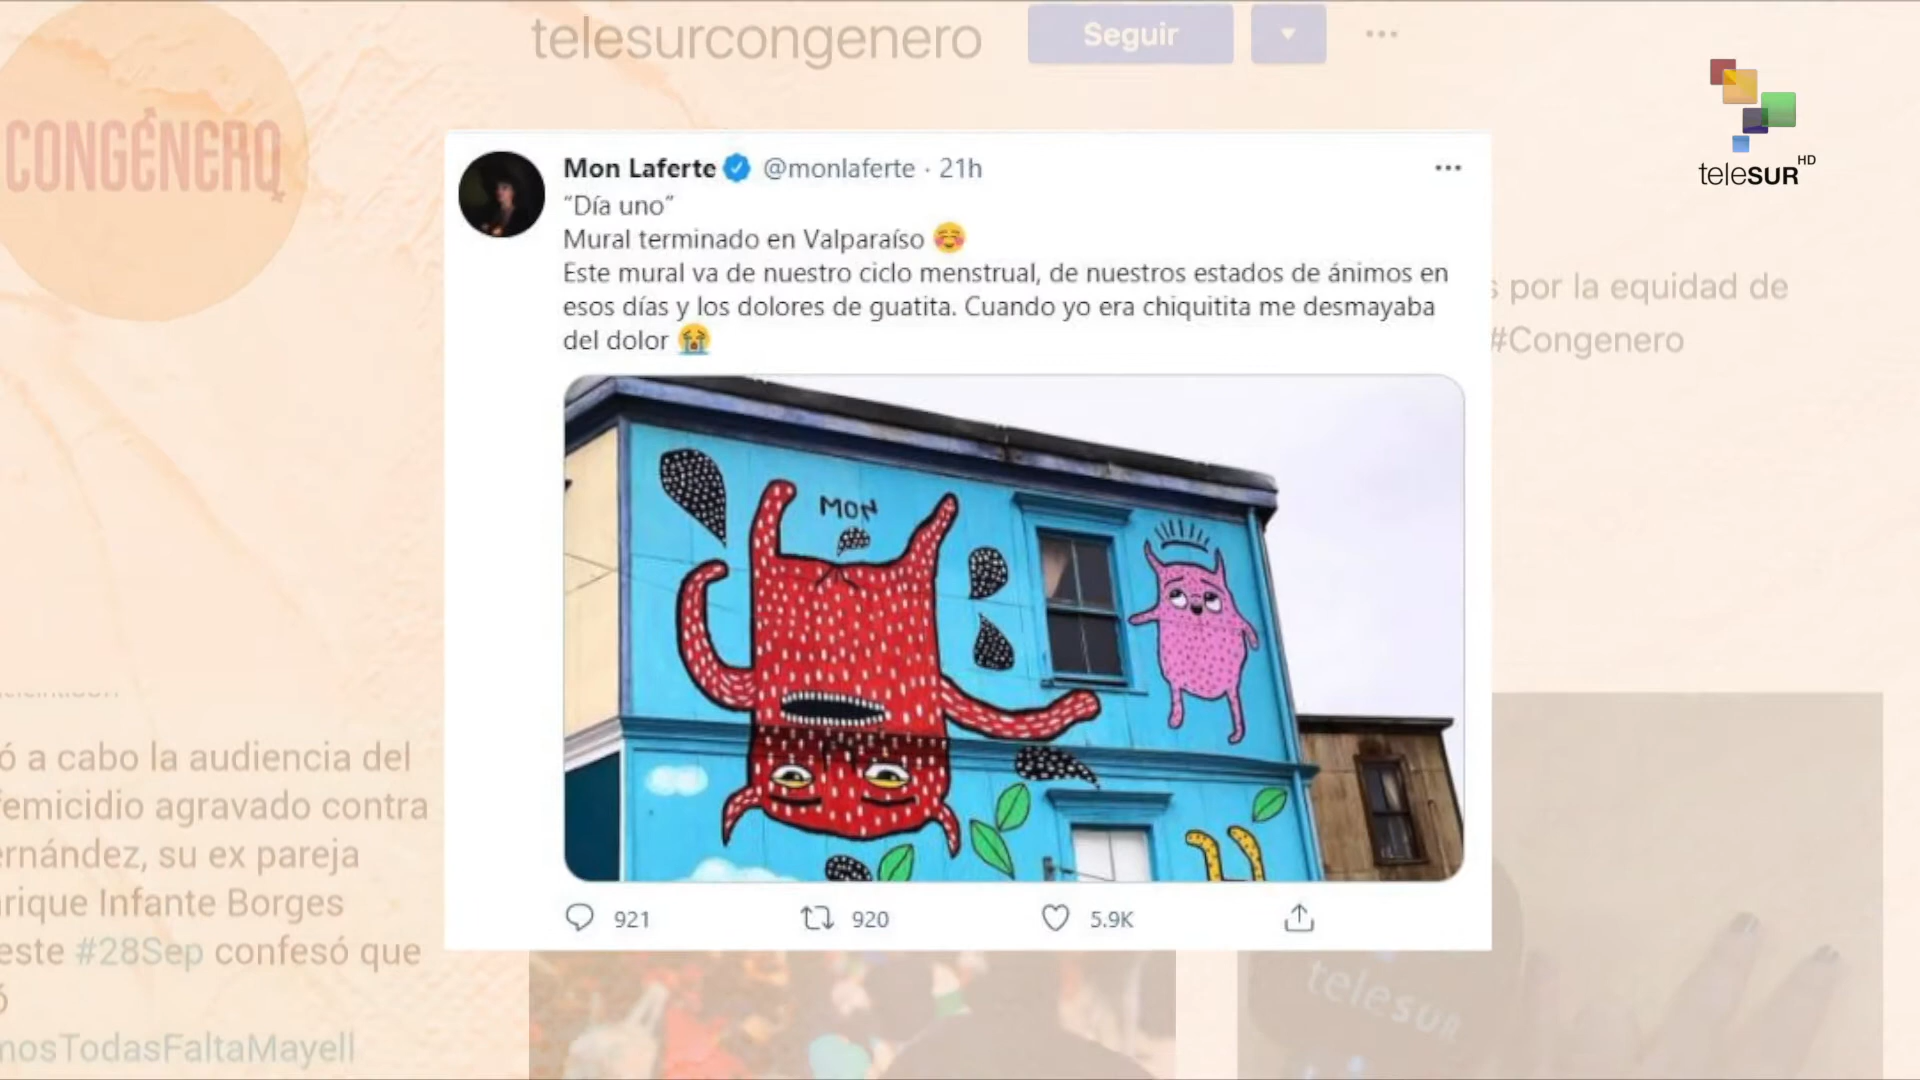 telesurcongenero
Seguir
CONGÉNERO
teleSUR HD
Mon Laferte @monlaferte · 21h
“Día uno”
Mural terminado en Valparaíso
Este mural va de nuestro ciclo menstrual, de nuestros estados de ánimos en
esos días y los dolores de guatita. Cuando yo era chiquitita me desmayaba
del dolor
MON
921
920
5.9K
s por la equidad de
#Congenero
ó a cabo la audiencia del
femicidio agravado contra
ernández, su ex pareja
rique Infante Borges
este #28Sep confesó que
ó
mosTodasFaltaMayell
telesur